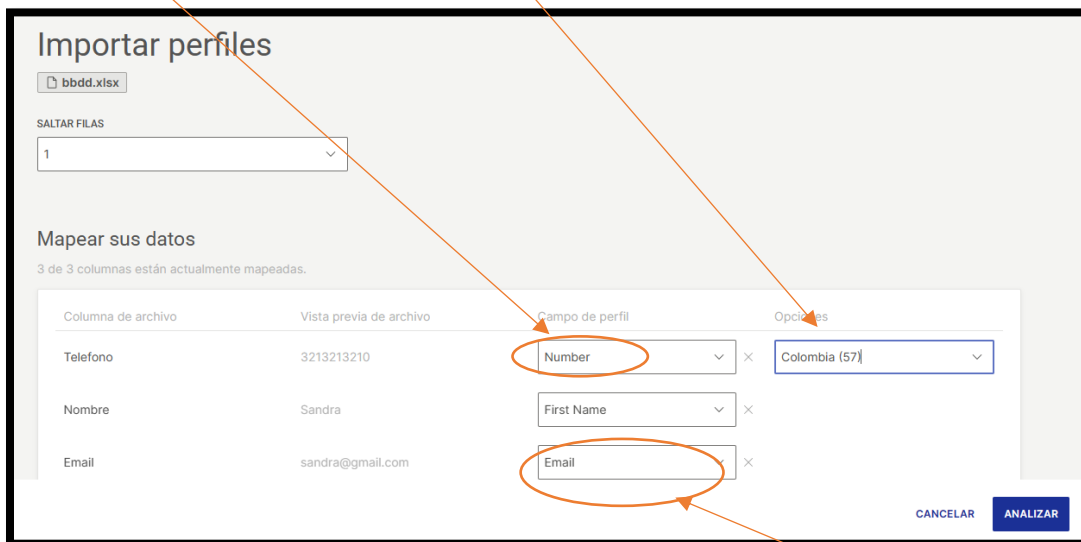 Importar perfiles
bbdd.xlsx
SALTAR FILAS
1
Mapear sus datos
3 de 3 columnas están actualmente mapeadas.
Columna de archivo Vista previa de archivo Campo de perfil Opciones
Telefono 3213213210 Number Colombia (57)
Nombre Sandra First Name
Email sandra@gmail.com Email
CANCELAR ANALIZAR